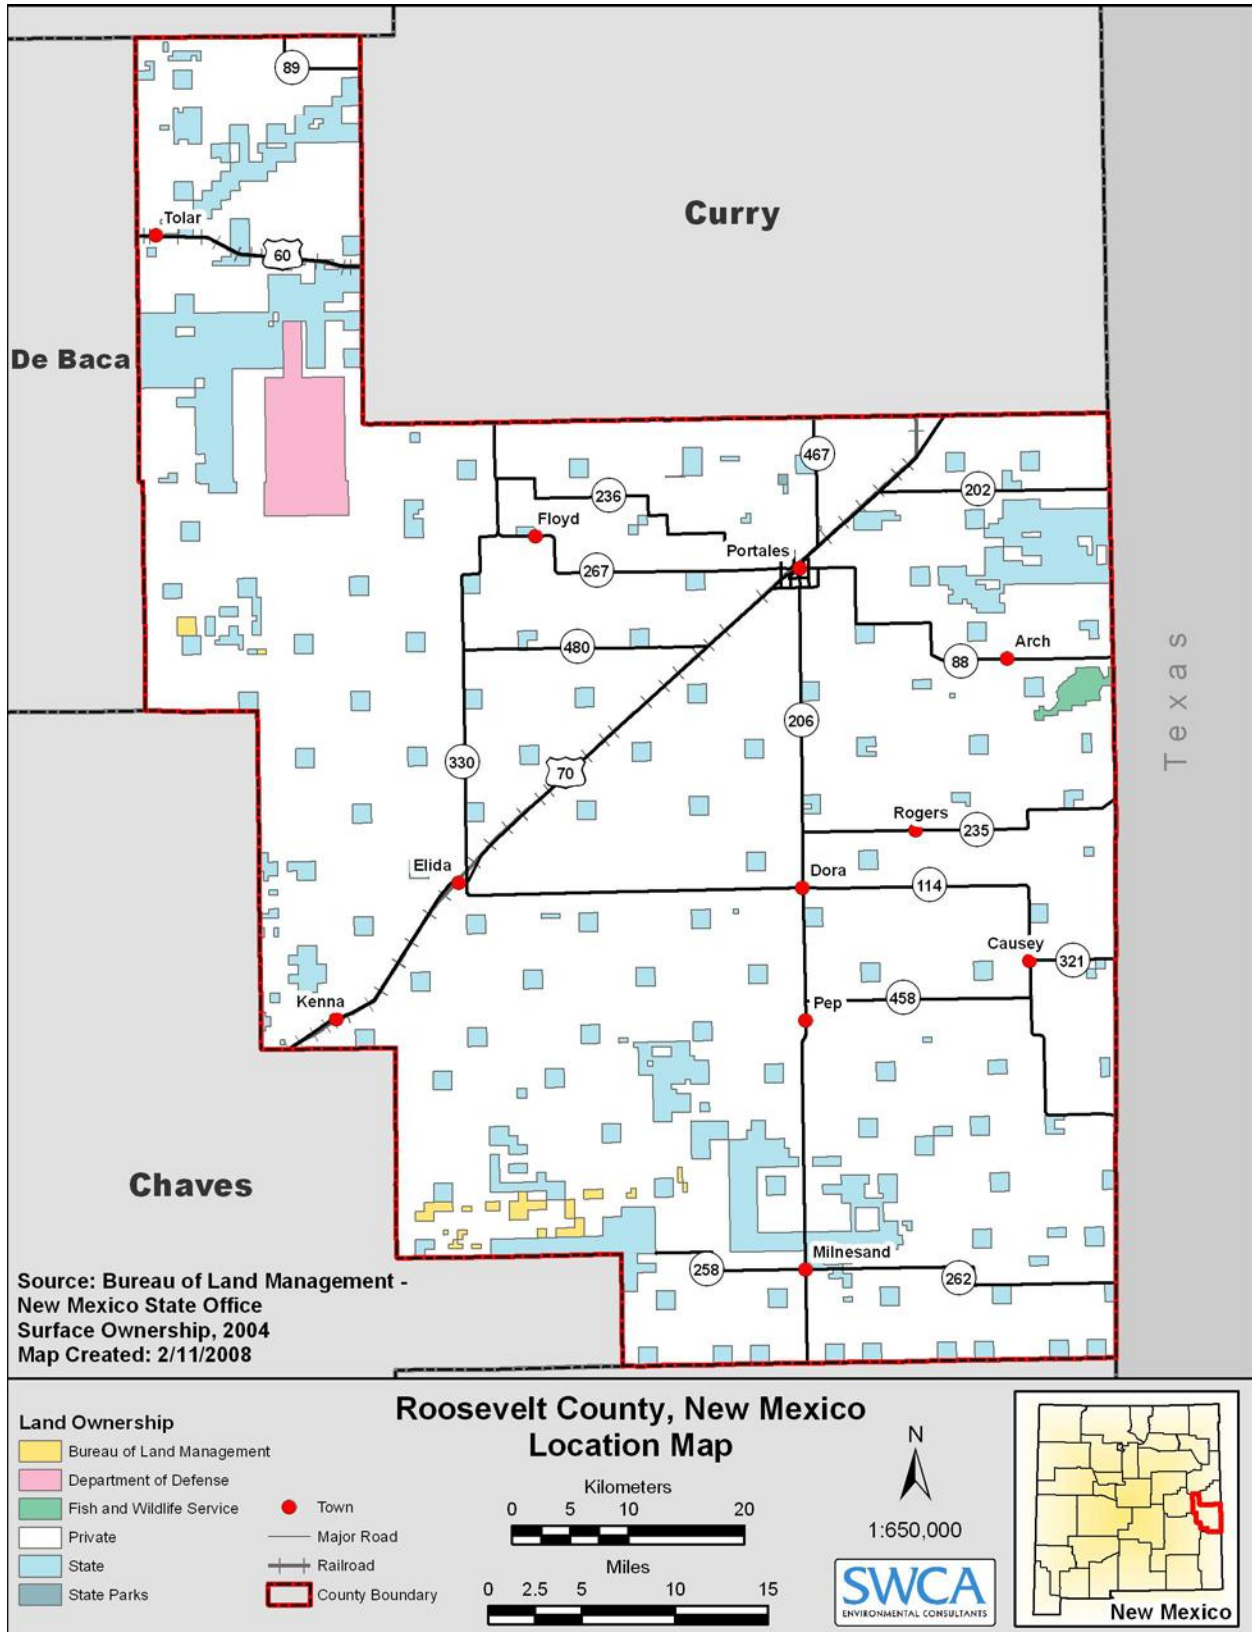 89
Curry
Tolar
60
De Baca
467
236
202
Floyd
Portales
267
Arch
480
88
Texas
206
330
70
Rogers
235
Elida
Dora
114
Causey
321
Kenna
Pep
458
Chaves
Milnesand
258
262
Source: Bureau of Land Management -
New Mexico State Office
Surface Ownership, 2004
Map Created: 2/11/2008
Roosevelt County, New Mexico
Location Map
Land Ownership
Bureau of Land Management
Department of Defense
Fish and Wildlife Service
Private
State
State Parks
Town
Major Road
Railroad
County Boundary
Kilometers
0 5 10 20
Miles
0 2.5 5 10 15
N
1:650,000
SWCA
ENVIRONMENTAL CONSULTANTS
New Mexico